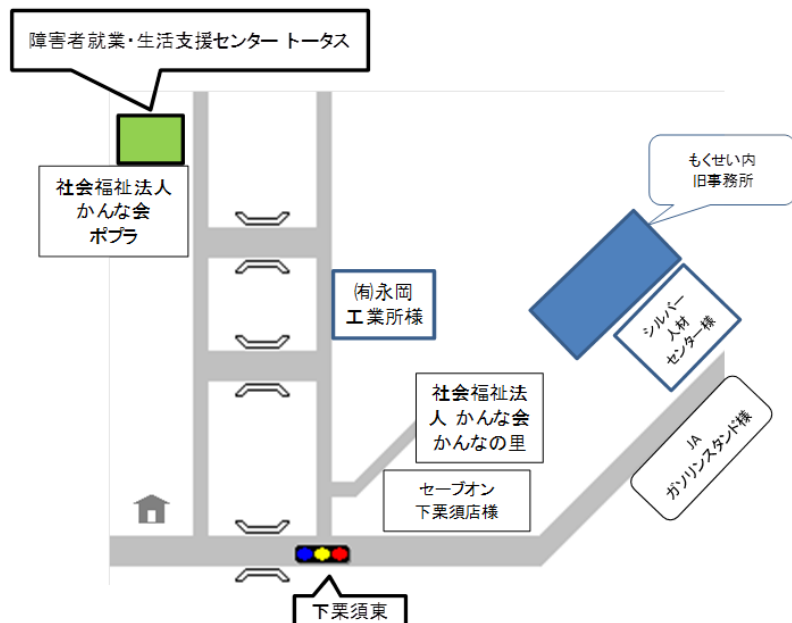 障害者就業・生活支援センター トータス
社会福祉法人
かんな会
ポプラ
もくせい内
旧事務所
㈲永岡
工業所様
シルバー
人材
センター様
社会福祉法
人 かんな会
かんなの里
JA
ガソリンスタンド様
セーブオン
下栗須店様
下栗須東